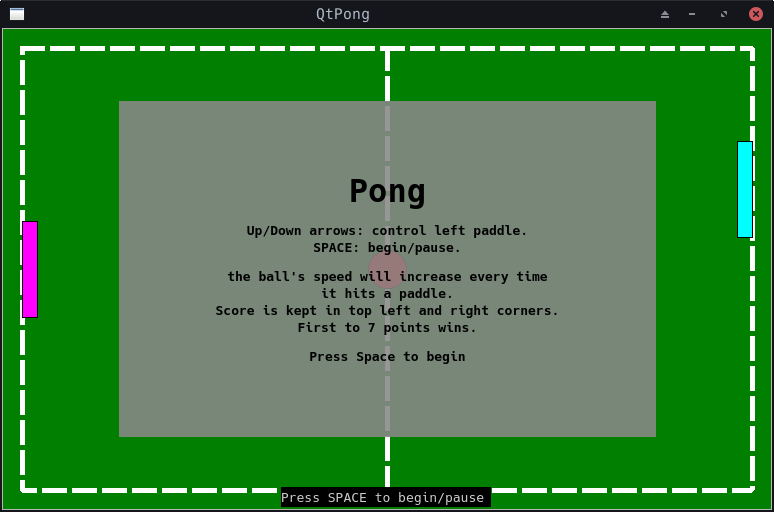 QtPong
Pong
Up/Down arrows: control left paddle.
SPACE: begin/pause.
the ball's speed will increase every time
it hits a paddle.
Score is kept in top left and right corners.
First to 7 points wins.
Press Space to begin
Press SPACE to begin/pause